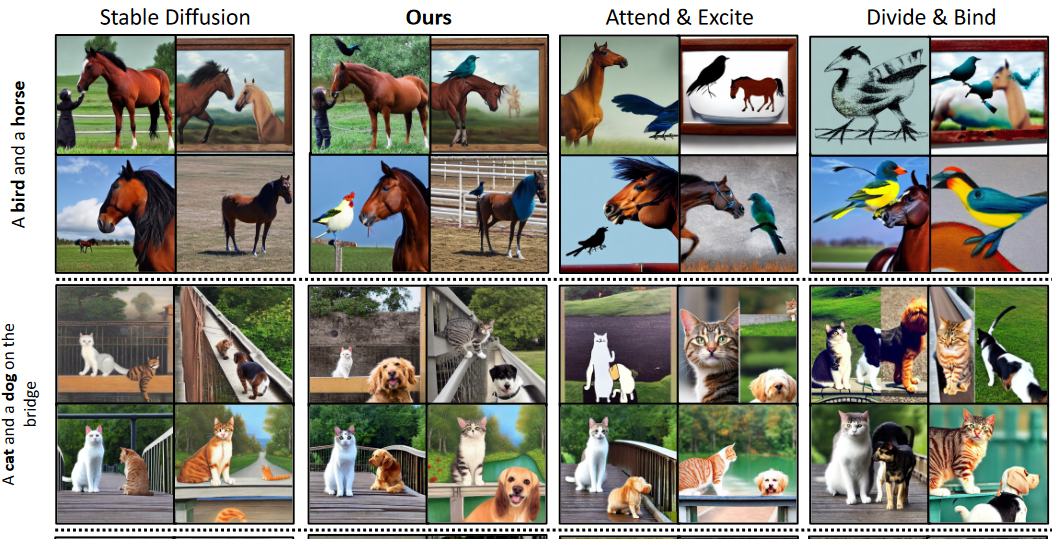 Stable Diffusion
Ours
Attend & Excite
Divide & Bind
A bird and a horse
A cat and a dog on the
bridge